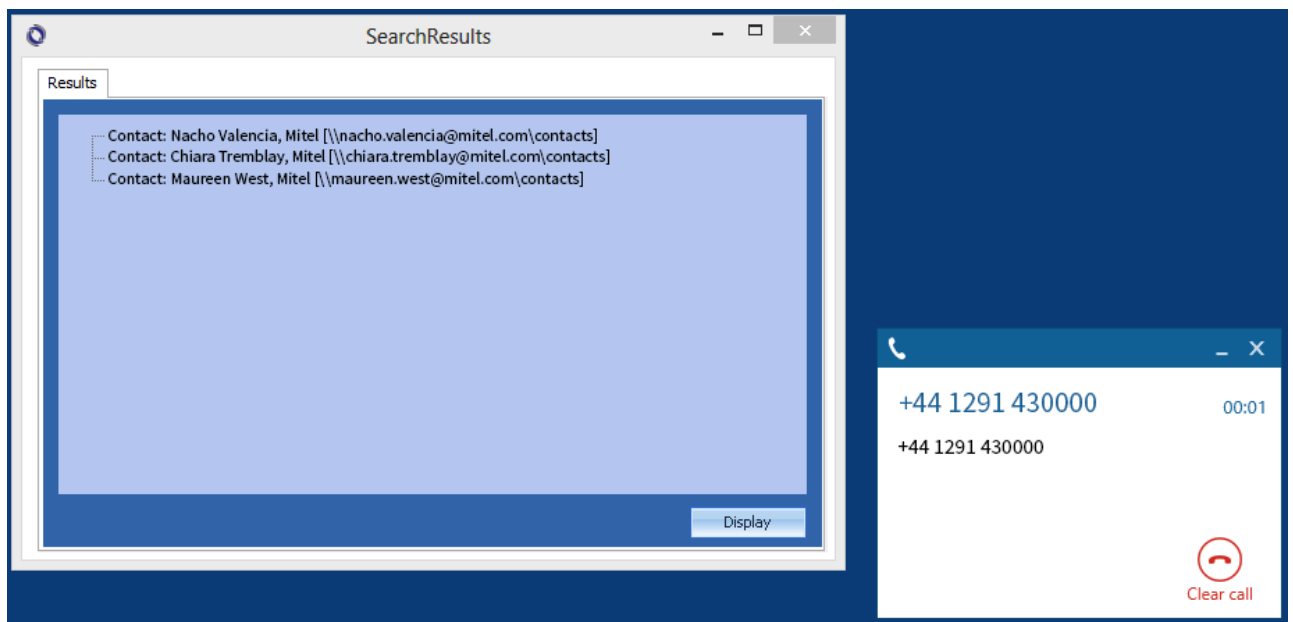 SearchResults
Results
Contact: Nacho Valencia, Mitel [\\nacho.valencia@mitel.com\contacts]
Contact: Chiara Tremblay, Mitel [\\chiara.tremblay@mitel.com\contacts]
Contact: Maureen West, Mitel [\\maureen.west@mitel.com\contacts]
Display
+44 1291 430000 00:01
+44 1291 430000
Clear call